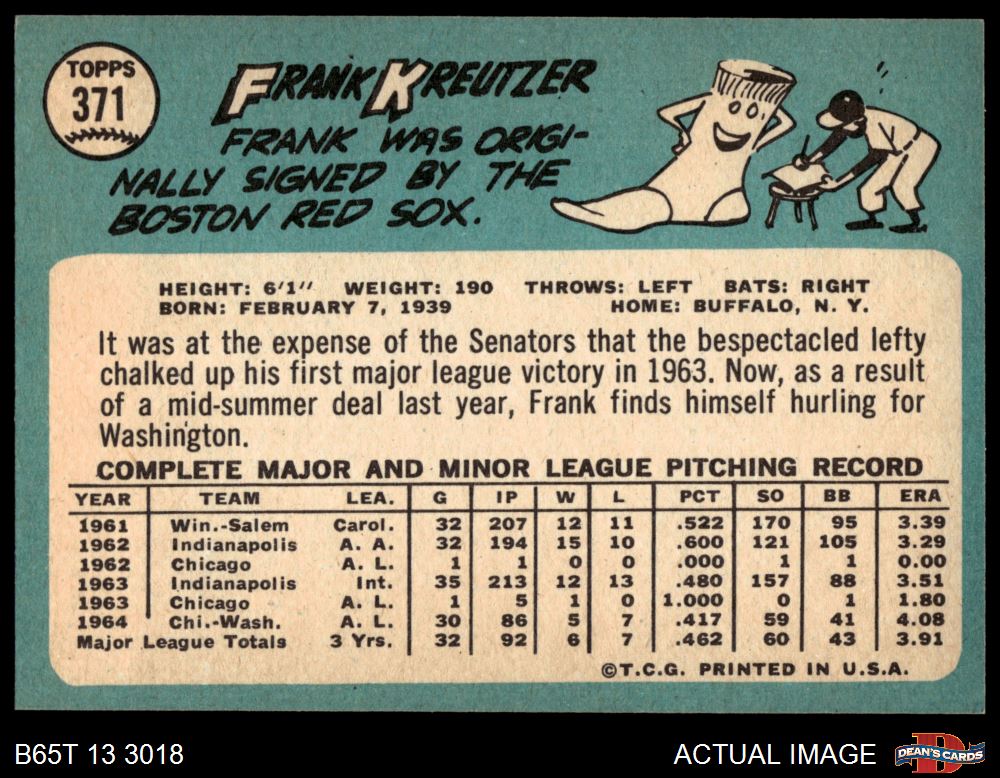 TOPPS
371
FRANK KREUTZER
FRANK WAS ORIGI-
NALLY SIGNED BY THE
BOSTON RED SOX.
HEIGHT: 6'1" WEIGHT: 190 THROWS: LEFT BATS: RIGHT
BORN: FEBRUARY 7, 1939 HOME: BUFFALO, N. Y.
It was at the expense of the Senators that the bespectacled lefty
chalked up his first major league victory in 1963. Now, as a result
of a mid-summer deal last year, Frank finds himself hurling for
Washington.
COMPLETE MAJOR AND MINOR LEAGUE PITCHING RECORD
YEAR TEAM LEA. G IP W L PCT SO BB ERA
1961 Win.-Salem Carol. 32 207 12 11 .522 170 95 3.39
1962 Indianapolis A. A. 32 194 15 10 .600 121 105 3.29
1962 Chicago A. L. 1 1 0 0 .000 1 1 0.00
1963 Indianapolis Int. 35 213 12 13 .480 157 88 3.51
1963 Chicago A. L. 1 5 1 0 1.000 0 1 1.80
1964 Chi.-Wash. A. L. 30 86 5 7 .417 59 41 4.08
Major League Totals 3 Yrs. 32 92 6 7 .462 60 43 3.91
©T.C.G. PRINTED IN U.S.A.
B65T 13 3018 ACTUAL IMAGE DEAN'S CARDS